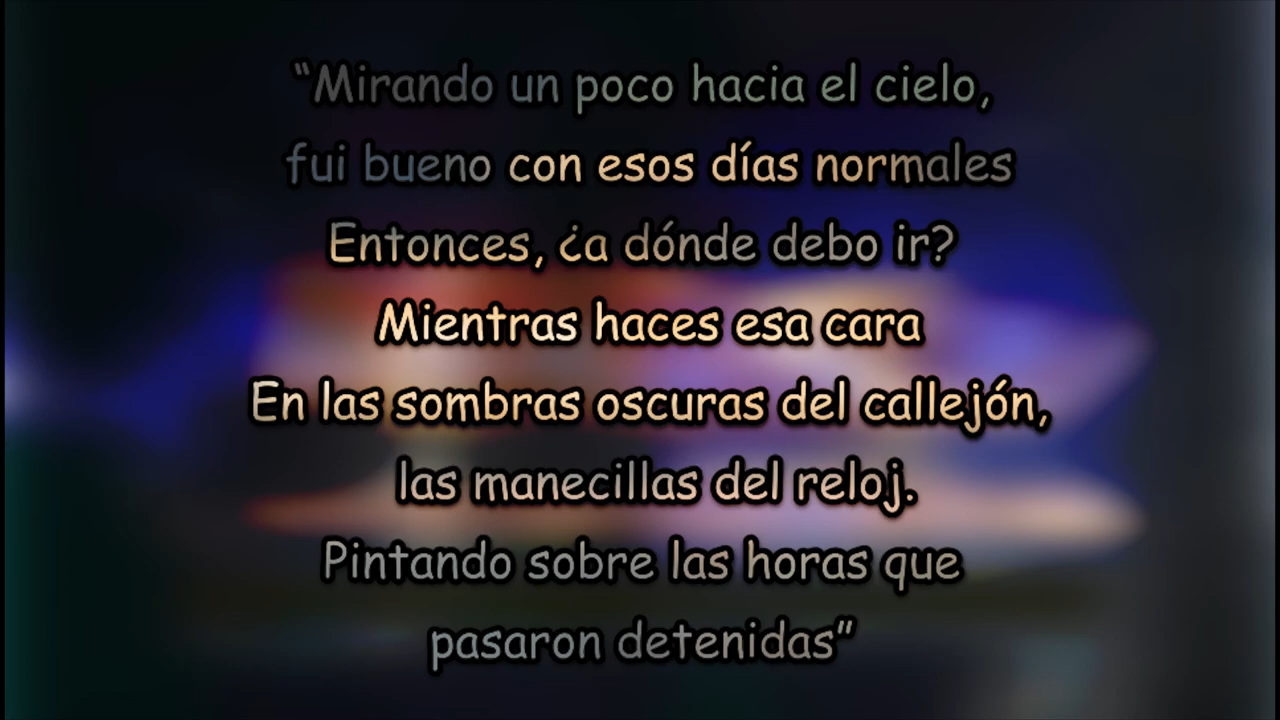 “Mirando un poco hacia el cielo,
fui bueno con esos días normales
Entonces, ¿a dónde debo ir?
Mientras haces esa cara
En las sombras oscuras del callejón,
las manecillas del reloj.
Pintando sobre las horas que
pasaron detenidas”